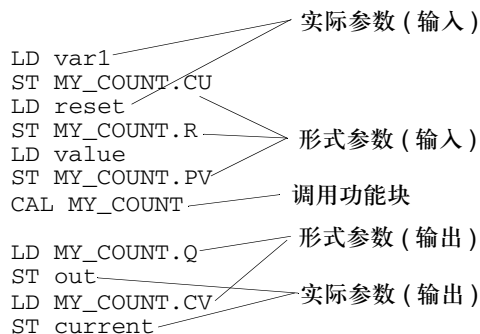 实际参数 ( 输入 )
LD var1
ST MY_COUNT.CU
LD reset
ST MY_COUNT.R
形式参数 ( 输入 )
LD value
ST MY_COUNT.PV
CAL MY_COUNT
调用功能块
LD MY_COUNT.Q
形式参数 ( 输出 )
ST out
LD MY_COUNT.CV
实际参数 ( 输出 )
ST current